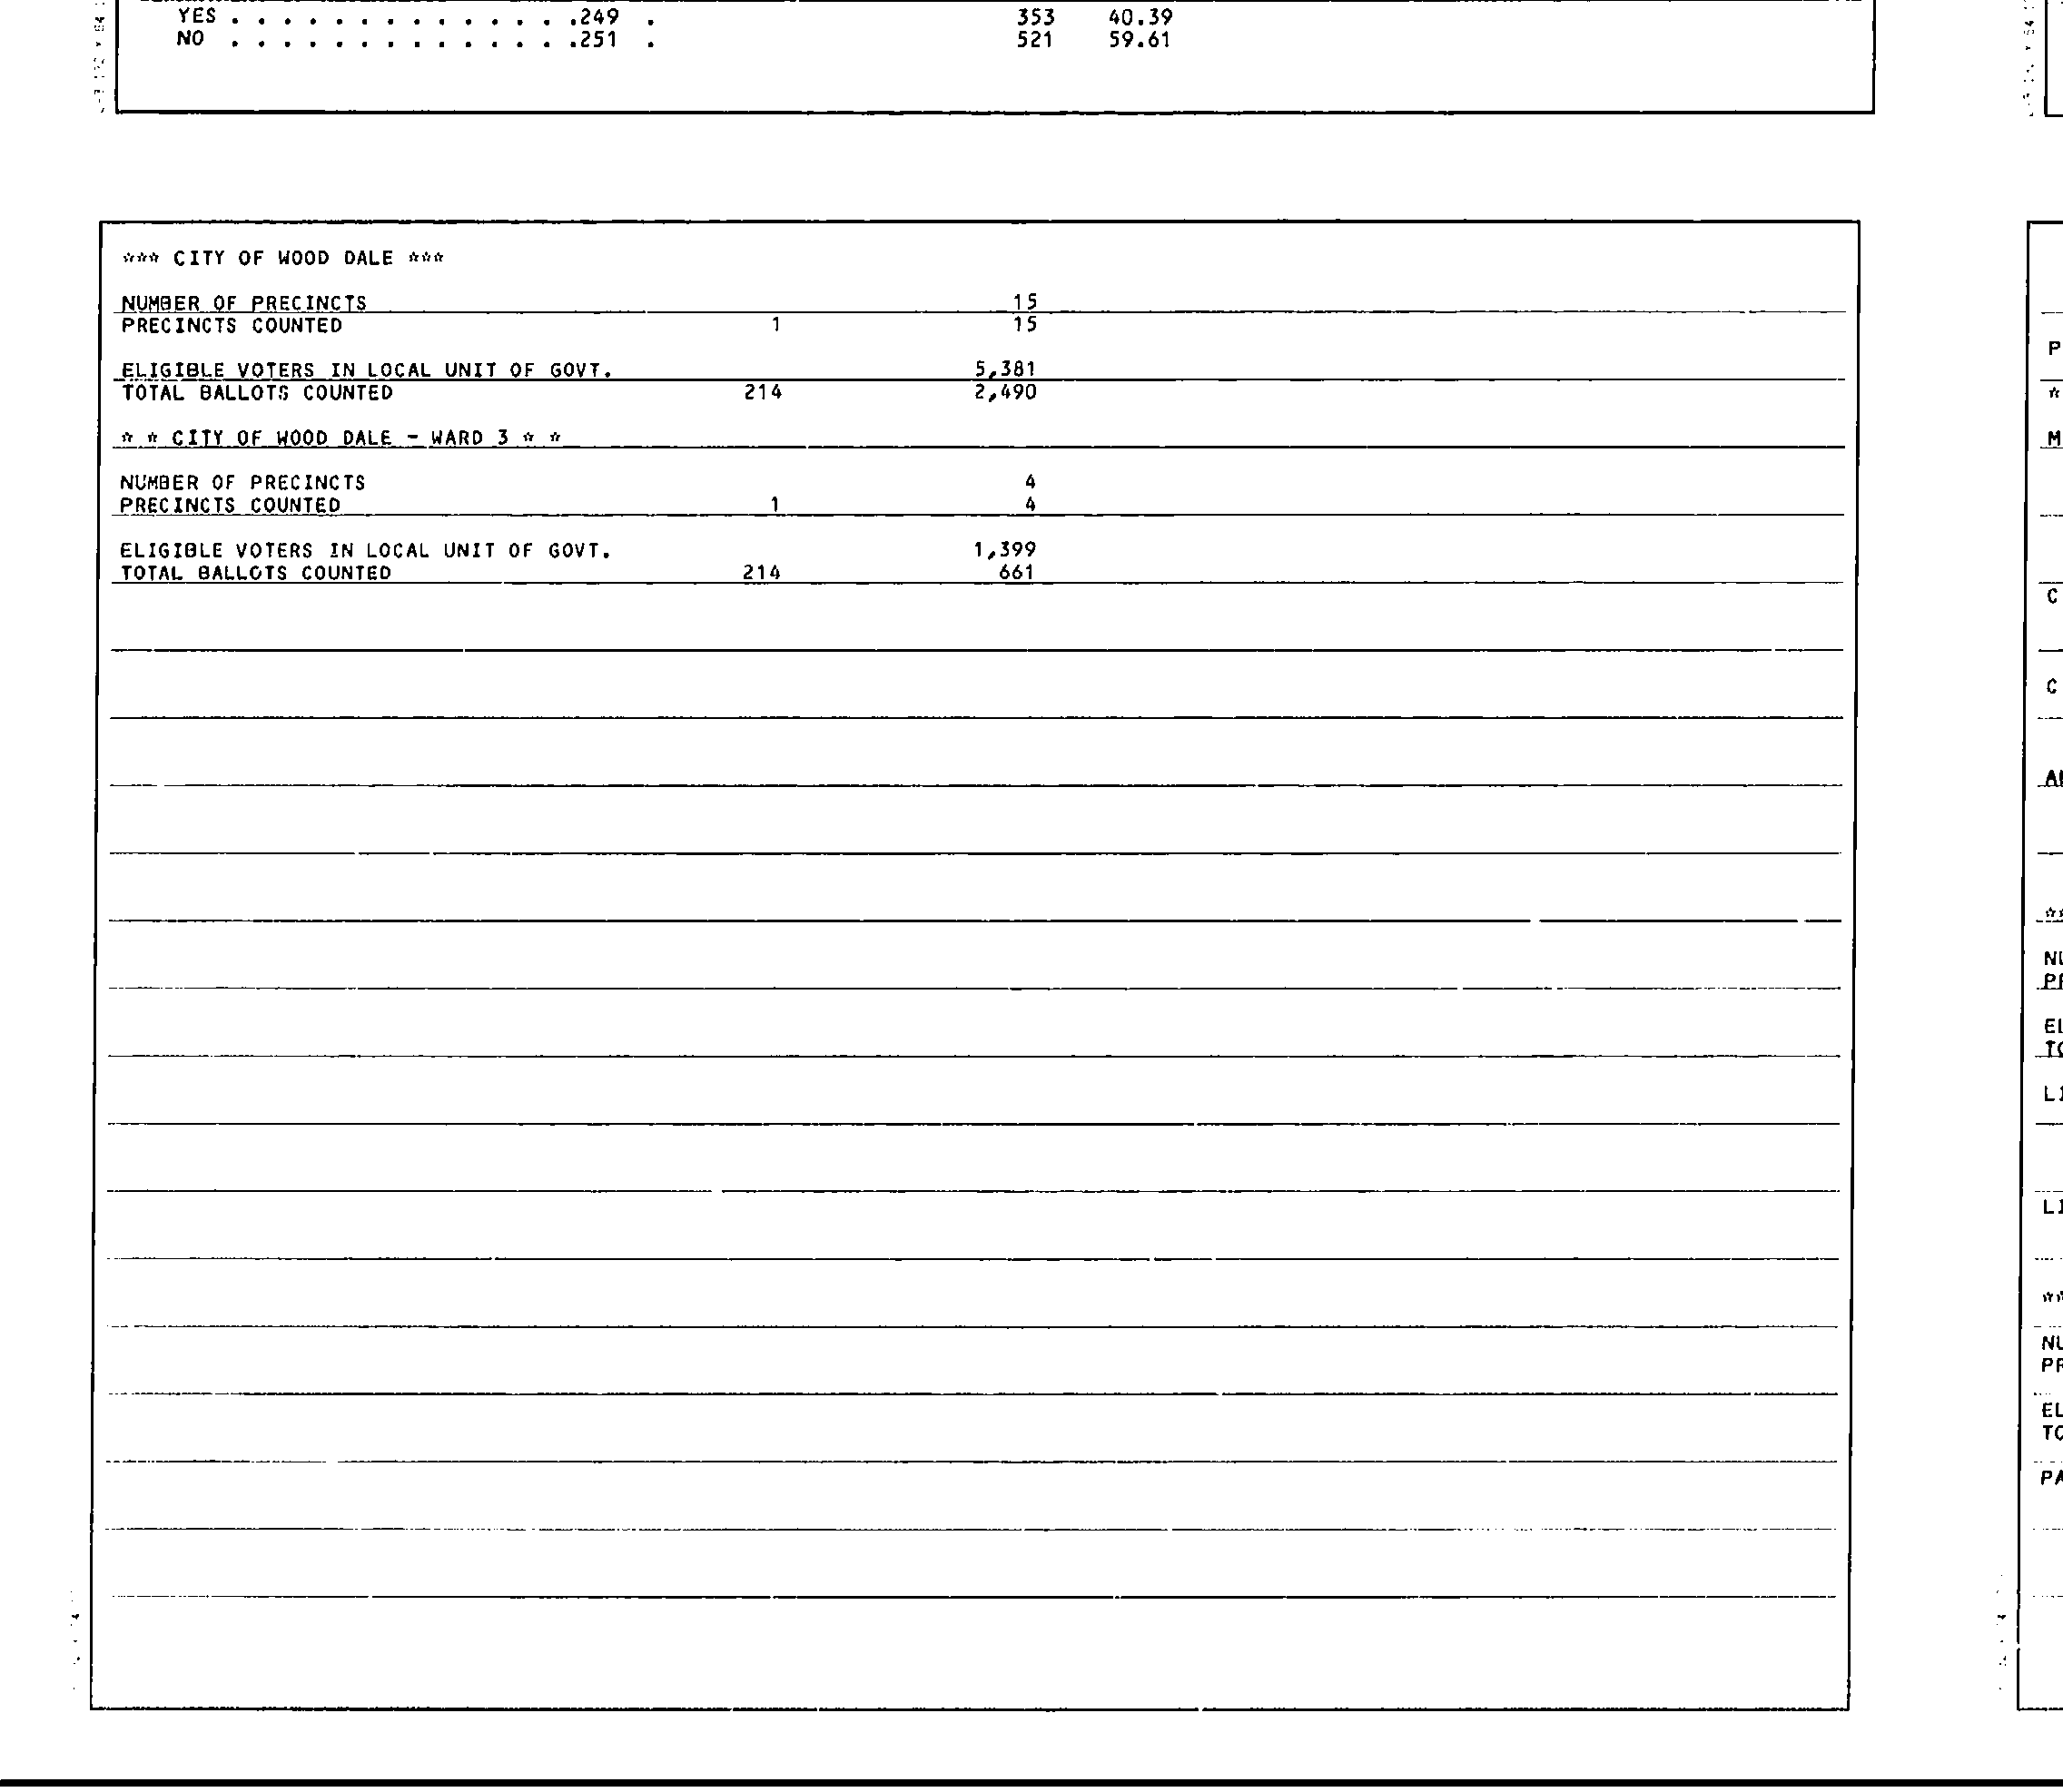 YES . . . . . . . . . . . . . .249 . 353 40.39
NO . . . . . . . . . . . . . .251 . 521 59.61
*** CITY OF WOOD DALE ***
NUMBER OF PRECINCTS 15
PRECINCTS COUNTED 1 15
ELIGIBLE VOTERS IN LOCAL UNIT OF GOVT. 5,381
TOTAL BALLOTS COUNTED 214 2,490
* * CITY OF WOOD DALE - WARD 3 * *
NUMBER OF PRECINCTS 4
PRECINCTS COUNTED 1 4
ELIGIBLE VOTERS IN LOCAL UNIT OF GOVT. 1,399
TOTAL BALLOTS COUNTED 214 661
P
*
M
C
C
**
NU
PR
EL
TO
LI
LI
**
NU
PR
EL
TO
PA